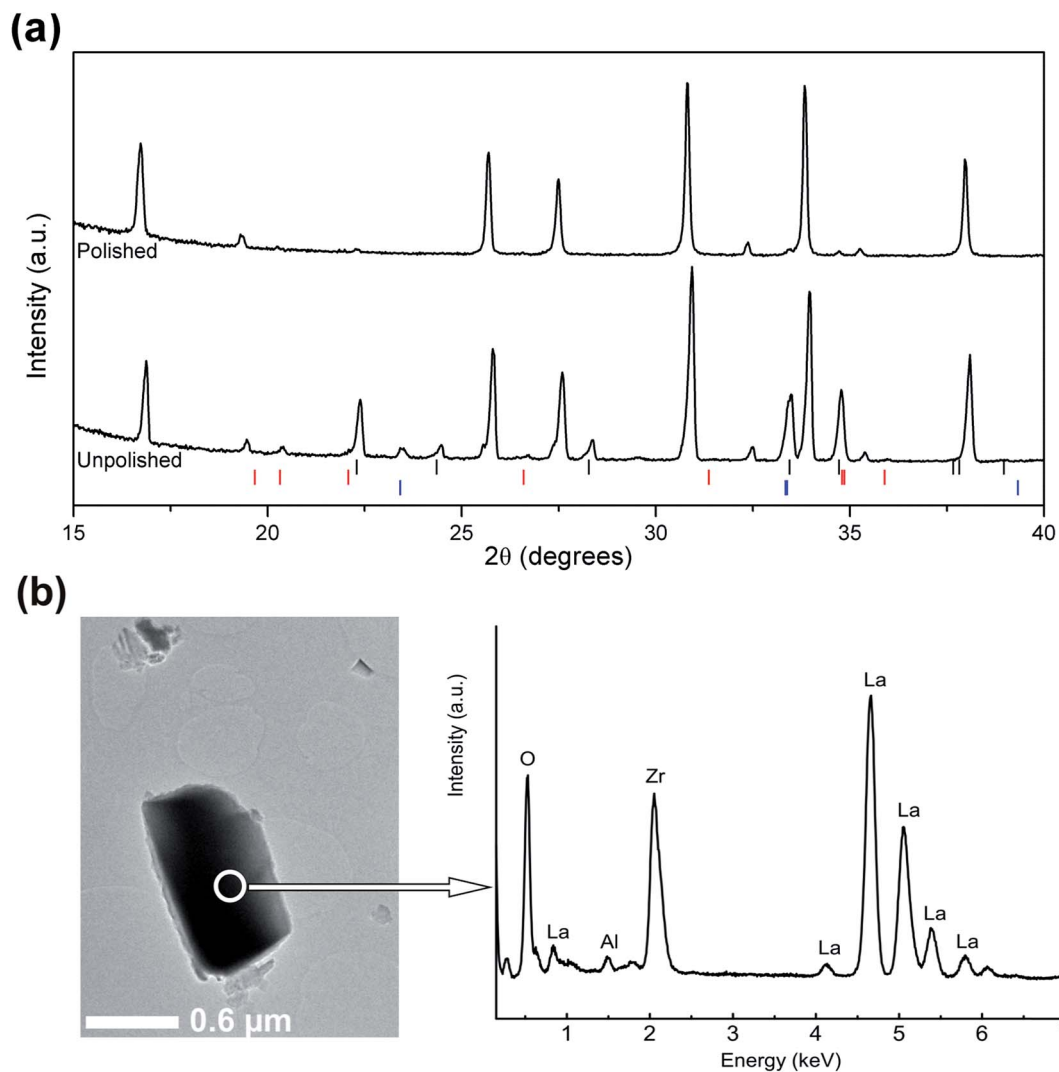 (a)
Intensity (a.u.)
Polished
Unpolished
15 20 25 30 35 40
2θ (degrees)
(b)
0.6 µm
Intensity (a.u.)
O
La
Al
Zr
La
La
La
La
La
1 2 3 4 5 6
Energy (keV)